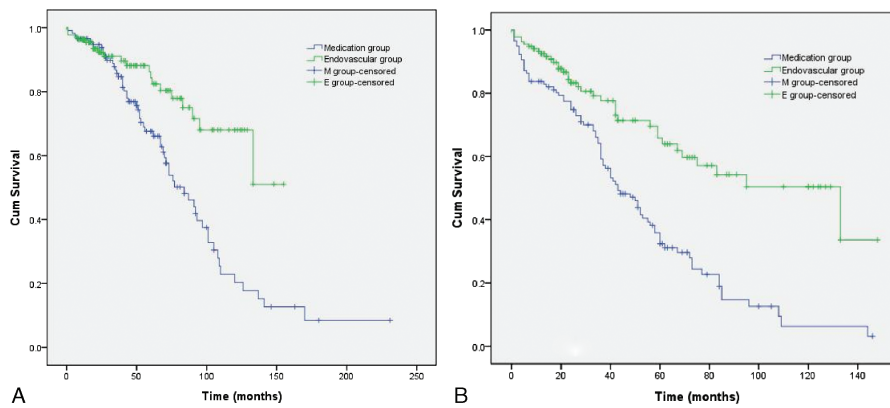 1.0
0.8
0.6
0.4
0.2
0.0
Cum Survival
0 50 100 150 200 250
Time (months)
Medication group
Endovascular group
M group-censored
E group-censored
A
1.0
0.8
0.6
0.4
0.2
0.0
Cum Survival
0 20 40 60 80 100 120 140
Time (months)
Medication group
Endovascular group
M group-censored
E group-censored
B